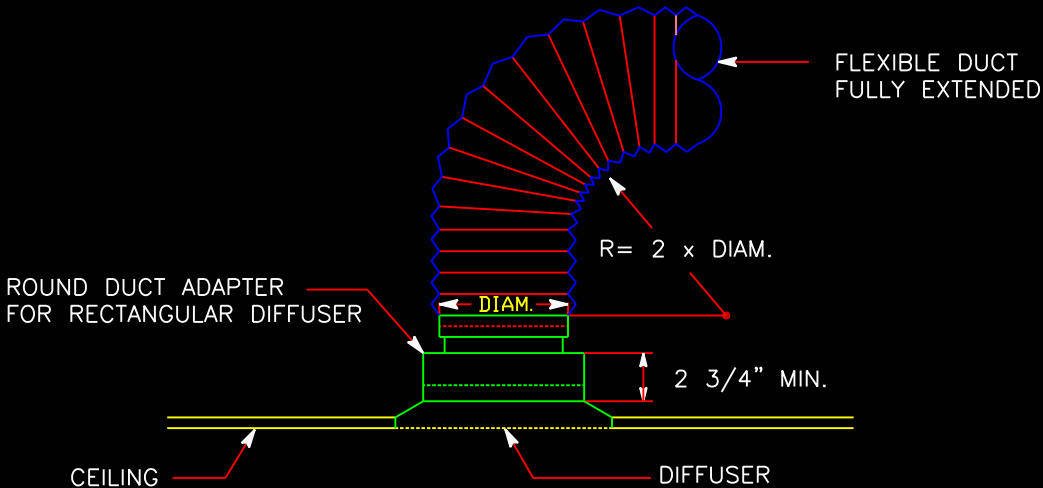 FLEXIBLE DUCT
FULLY EXTENDED
R= 2 x DIAM.
ROUND DUCT ADAPTER
FOR RECTANGULAR DIFFUSER
DIAM.
2 3/4” MIN.
CEILING
DIFFUSER